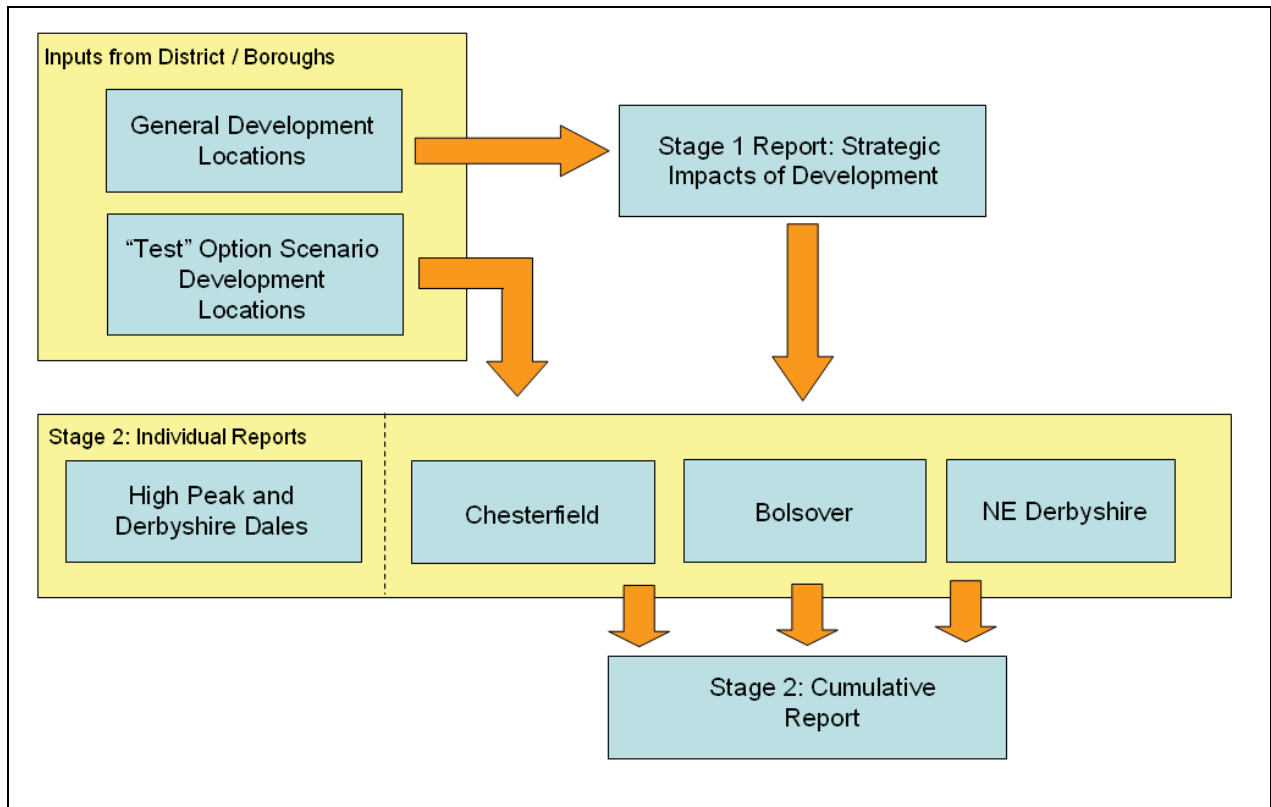 Inputs from District / Boroughs
General Development
Locations
“Test” Option Scenario
Development
Locations
Stage 1 Report: Strategic
Impacts of Development
Stage 2: Individual Reports
High Peak and
Derbyshire Dales
Chesterfield
Bolsover
NE Derbyshire
Stage 2: Cumulative
Report